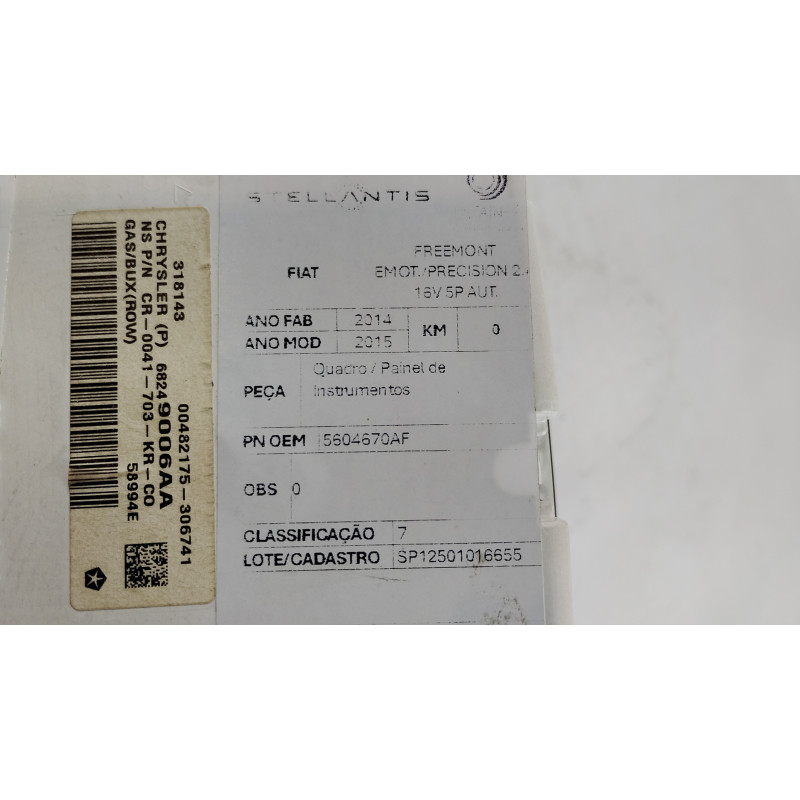 318143 00482175-306741
CHRYSLER (P) 68249006AA
NS P/N CR-0041-703-KR-CO
GAS/BUX(ROW) 58994E
STELLANTIS
FIAT
FREEMONT
EMOT./PRECISION 2.4
16V 5P AUT.
ANO FAB 2014
ANO MOD 2015
KM 0
PEÇA Quadro / Painel de
Instrumentos
PN OEM 5604670AF
OBS 0
CLASSIFICAÇÃO 7
LOTE/CADASTRO SP12501016655